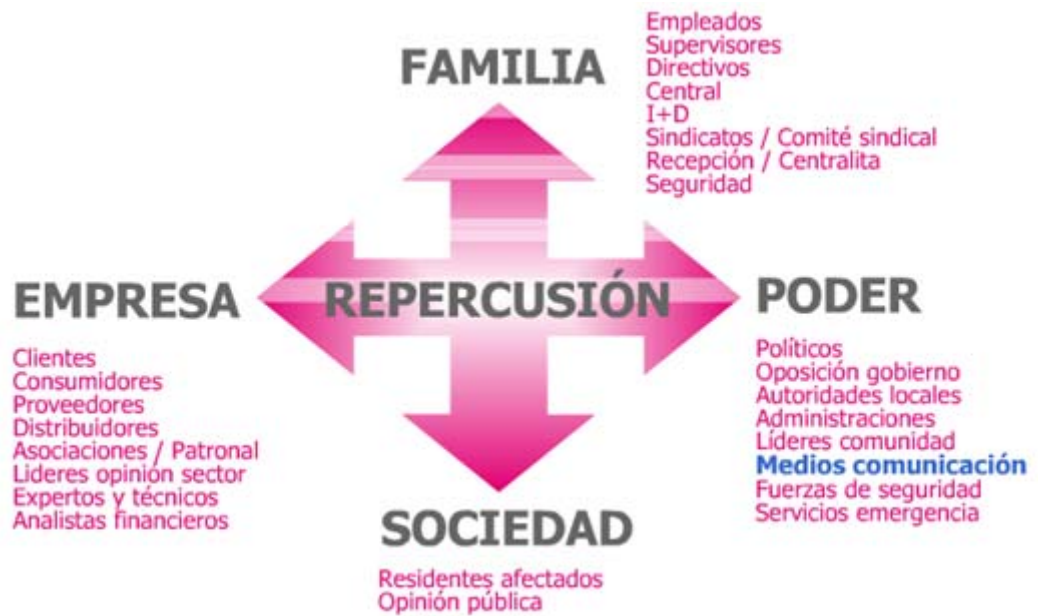 FAMILIA
Empleados
Supervisores
Directivos
Central
I+D
Sindicatos / Comité sindical
Recepción / Centralita
Seguridad
EMPRESA
Clientes
Consumidores
Proveedores
Distribuidores
Asociaciones / Patronal
Lideres opinión sector
Expertos y técnicos
Analistas financieros
REPERCUSIÓN
PODER
Políticos
Oposición gobierno
Autoridades locales
Administraciones
Líderes comunidad
Medios comunicación
Fuerzas de seguridad
Servicios emergencia
SOCIEDAD
Residentes afectados
Opinión pública